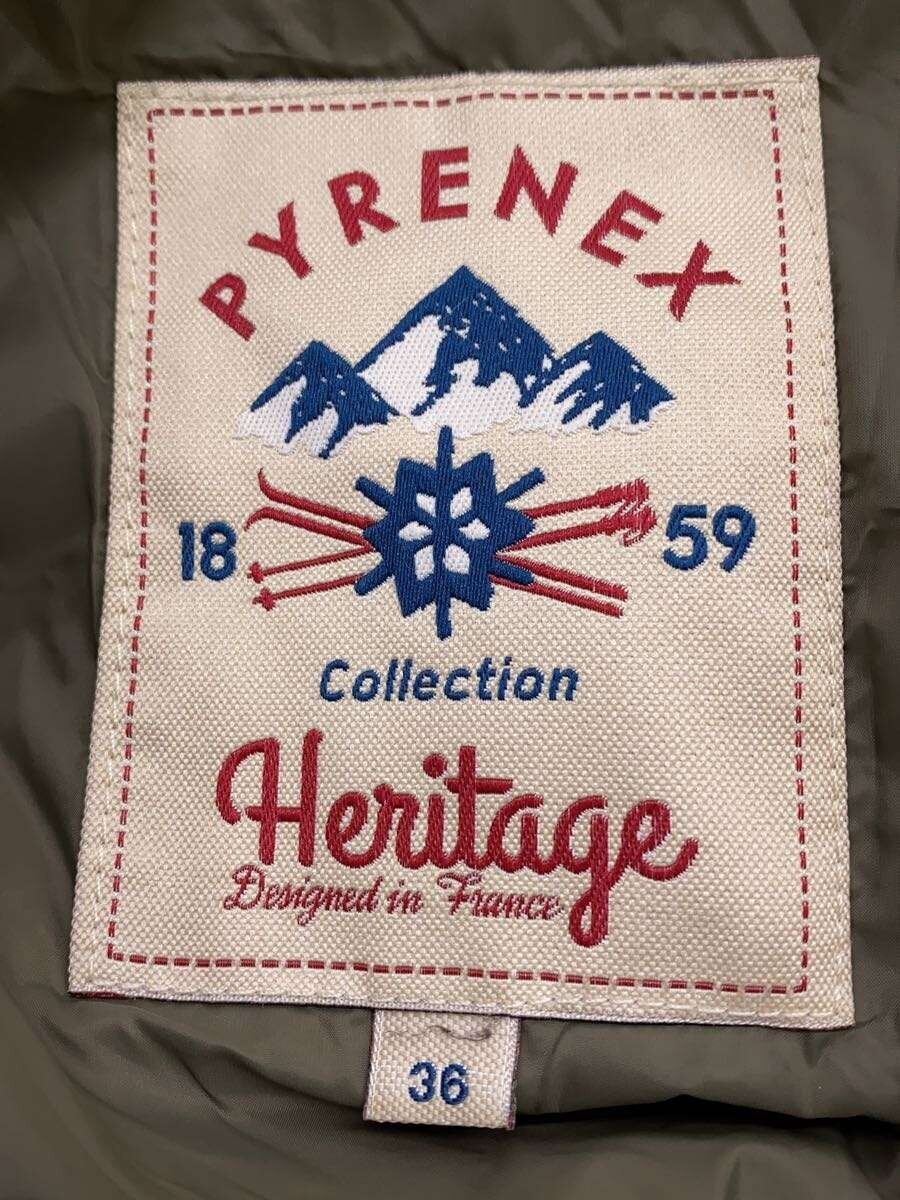 PYRENEX
18 59
Collection
Heritage
Designed in France
36